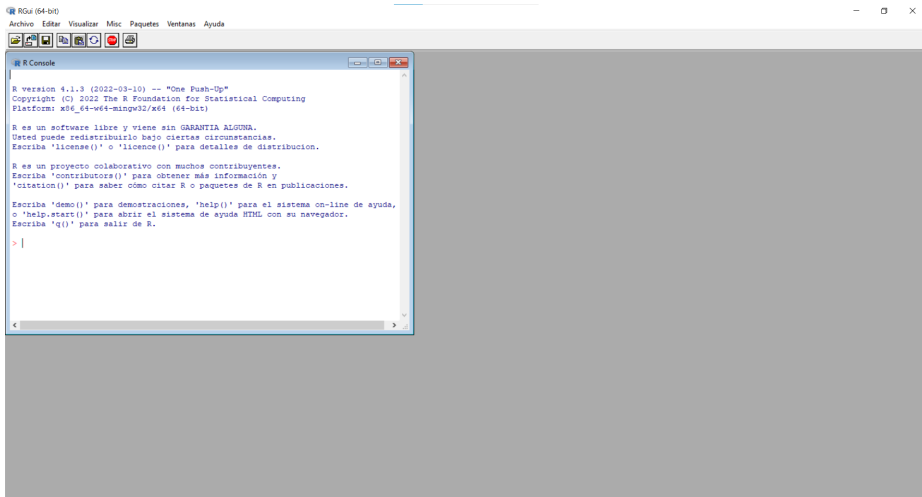 RGui (64-bit)
Archivo Editar Visualizar Misc Paquetes Ventanas Ayuda
R Console
R version 4.1.3 (2022-03-10) -- "One Push-Up"
Copyright (C) 2022 The R Foundation for Statistical Computing
Platform: x86_64-w64-mingw32/x64 (64-bit)
R es un software libre y viene sin GARANTIA ALGUNA.
Usted puede redistribuirlo bajo ciertas circunstancias.
Escriba 'license()' o 'licence()' para detalles de distribucion.
R es un proyecto colaborativo con muchos contribuyentes.
Escriba 'contributors()' para obtener más información y
'citation()' para saber cómo citar R o paquetes de R en publicaciones.
Escriba 'demo()' para demostraciones, 'help()' para el sistema on-line de ayuda,
o 'help.start()' para abrir el sistema de ayuda HTML con su navegador.
Escriba 'q()' para salir de R.
>